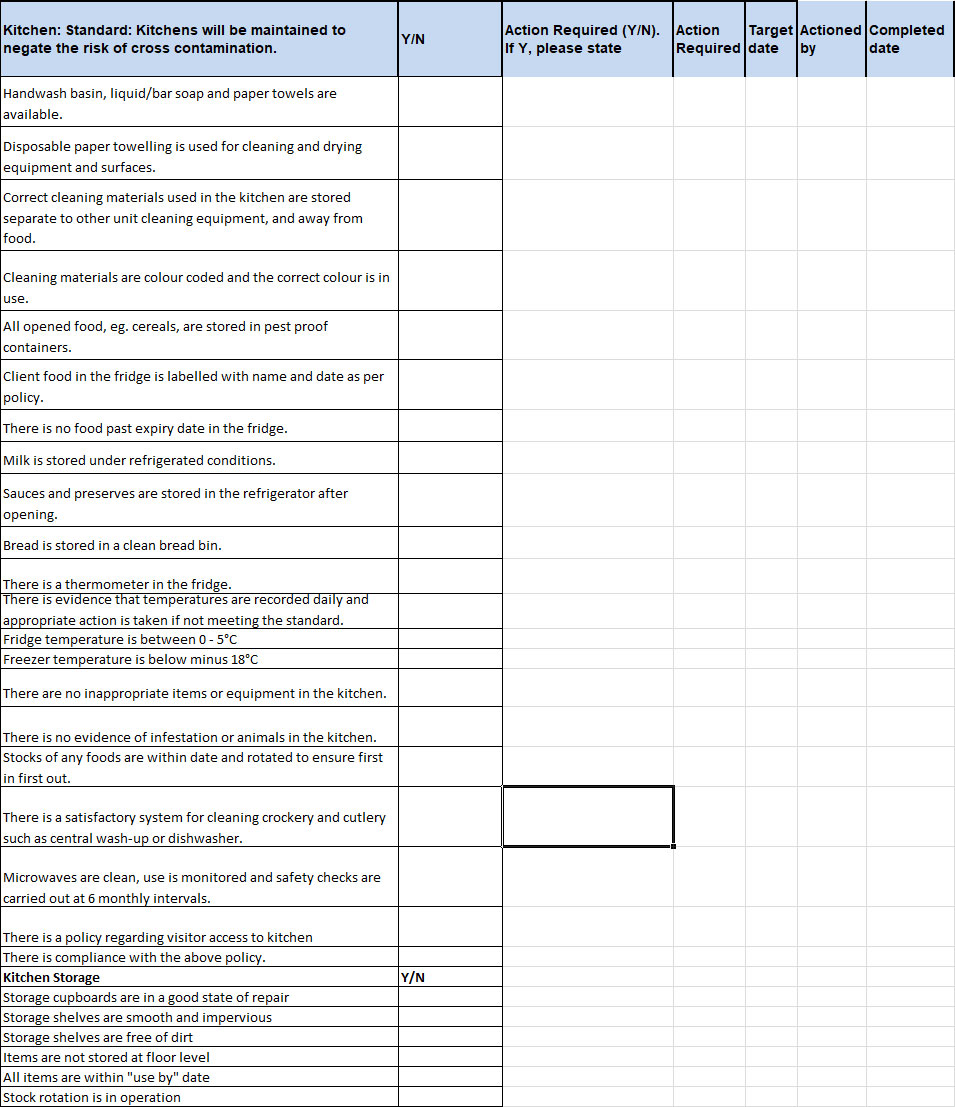 Kitchen: Standard: Kitchens will be maintained to
negate the risk of cross contamination.
Y/N
Action Required (Y/N).
If Y, please state
Action
Required
Target
date
Actioned
by
Completed
date
Handwash basin, liquid/bar soap and paper towels are
available.
Disposable paper towelling is used for cleaning and drying
equipment and surfaces.
Correct cleaning materials used in the kitchen are stored
separate to other unit cleaning equipment, and away from
food.
Cleaning materials are colour coded and the correct colour is in
use.
All opened food, eg. cereals, are stored in pest proof
containers.
Client food in the fridge is labelled with name and date as per
policy.
There is no food past expiry date in the fridge.
Milk is stored under refrigerated conditions.
Sauces and preserves are stored in the refrigerator after
opening.
Bread is stored in a clean bread bin.
There is a thermometer in the fridge.
There is evidence that temperatures are recorded daily and
appropriate action is taken if not meeting the standard.
Fridge temperature is between 0 - 5°C
Freezer temperature is below minus 18°C
There are no inappropriate items or equipment in the kitchen.
There is no evidence of infestation or animals in the kitchen.
Stocks of any foods are within date and rotated to ensure first
in first out.
There is a satisfactory system for cleaning crockery and cutlery
such as central wash-up or dishwasher.
Microwaves are clean, use is monitored and safety checks are
carried out at 6 monthly intervals.
There is a policy regarding visitor access to kitchen
There is compliance with the above policy.
Kitchen Storage
Y/N
Storage cupboards are in a good state of repair
Storage shelves are smooth and impervious
Storage shelves are free of dirt
Items are not stored at floor level
All items are within "use by" date
Stock rotation is in operation